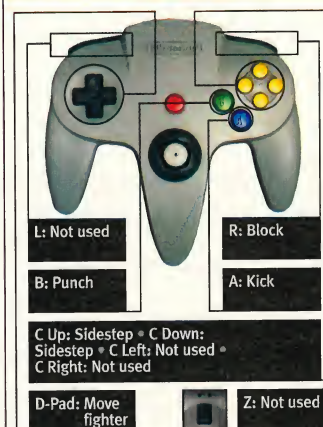 L: Not used
R: Block
B: Punch
A: Kick
C Up: Sidestep • C Down:
Sidestep • C Left: Not used •
C Right: Not used
D-Pad: Move
fighter
Z: Not used